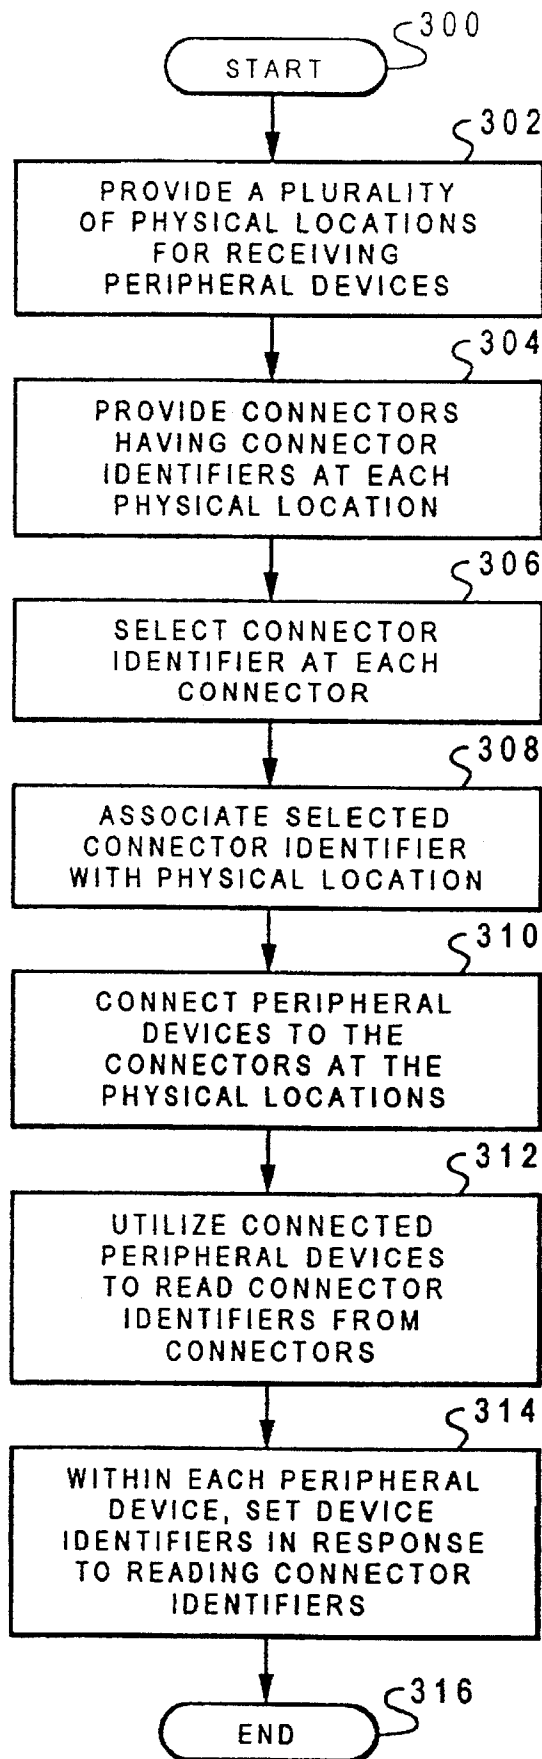 300
START
302
PROVIDE A PLURALITY
OF PHYSICAL LOCATIONS
FOR RECEIVING
PERIPHERAL DEVICES
304
PROVIDE CONNECTORS
HAVING CONNECTOR
IDENTIFIERS AT EACH
PHYSICAL LOCATION
306
SELECT CONNECTOR
IDENTIFIER AT EACH
CONNECTOR
308
ASSOCIATE SELECTED
CONNECTOR IDENTIFIER
WITH PHYSICAL LOCATION
310
CONNECT PERIPHERAL
DEVICES TO THE
CONNECTORS AT THE
PHYSICAL LOCATIONS
312
UTILIZE CONNECTED
PERIPHERAL DEVICES
TO READ CONNECTOR
IDENTIFIERS FROM
CONNECTORS
314
WITHIN EACH PERIPHERAL
DEVICE, SET DEVICE
IDENTIFIERS IN RESPONSE
TO READING CONNECTOR
IDENTIFIERS
316
END